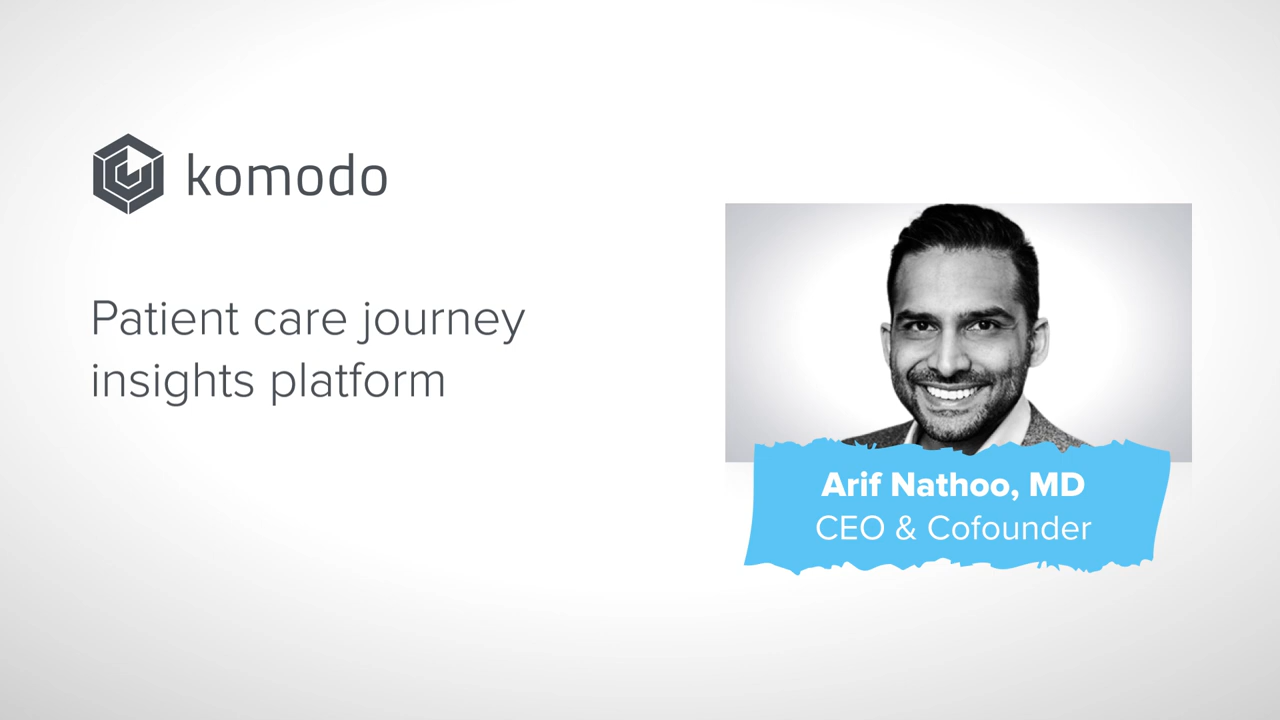 komodo
Patient care journey
insights platform
Arif Nathoo, MD
CEO & Cofounder